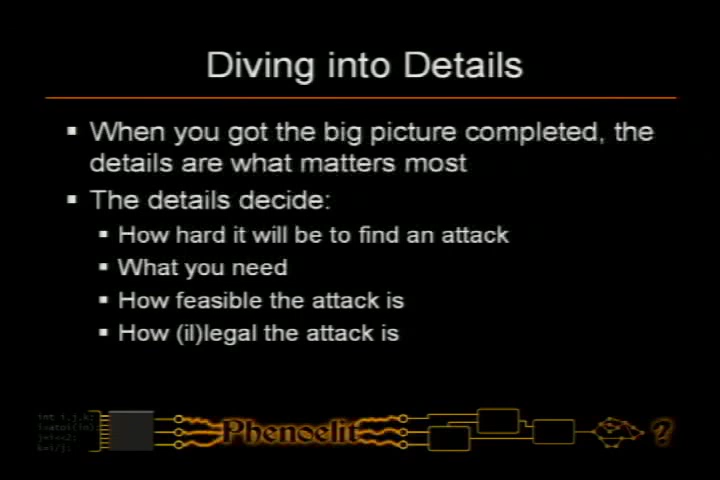 Diving into Details
▪ When you got the big picture completed, the
details are what matters most
▪ The details decide:
▪ How hard it will be to find an attack
▪ What you need
▪ How feasible the attack is
▪ How (il)legal the attack is
int i,j,k;
j=i==2;
k=i/j;
Phenoelit
?